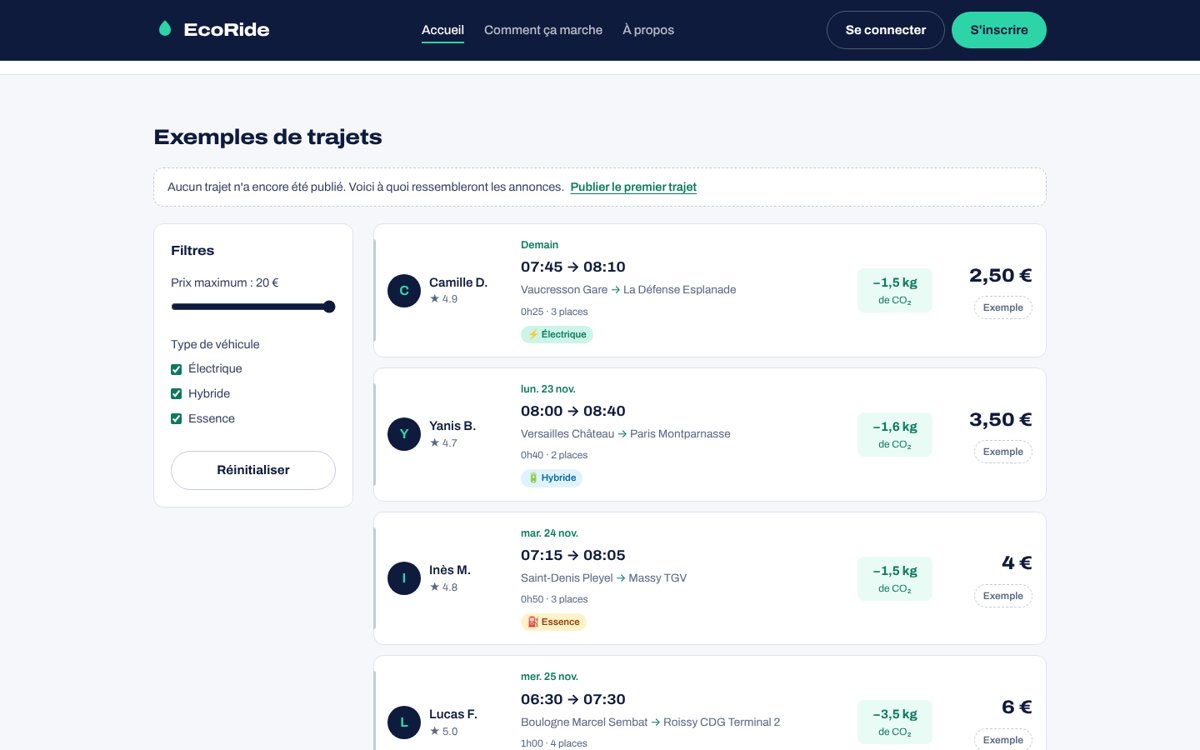 EcoRide
Accueil
Comment ça marche
À propos
Se connecter
S'inscrire
Exemples de trajets
Aucun trajet n'a encore été publié. Voici à quoi ressembleront les annonces. Publier le premier trajet
Filtres
Prix maximum : 20 €
Type de véhicule
Électrique
Hybride
Essence
Réinitialiser
C
Camille D.
★ 4.9
Demain
07:45 → 08:10
Vaucresson Gare → La Défense Esplanade
0h25 · 3 places
⚡ Électrique
−1,5 kg
de CO₂
2,50 €
Exemple
Y
Yanis B.
★ 4.7
lun. 23 nov.
08:00 → 08:40
Versailles Château → Paris Montparnasse
0h40 · 2 places
🔋 Hybride
−1,6 kg
de CO₂
3,50 €
Exemple
I
Inès M.
★ 4.8
mar. 24 nov.
07:15 → 08:05
Saint-Denis Pleyel → Massy TGV
0h50 · 3 places
⛽ Essence
−1,5 kg
de CO₂
4 €
Exemple
L
Lucas F.
★ 5.0
mer. 25 nov.
06:30 → 07:30
Boulogne Marcel Sembat → Roissy CDG Terminal 2
1h00 · 4 places
−3,5 kg
de CO₂
6 €
Exemple